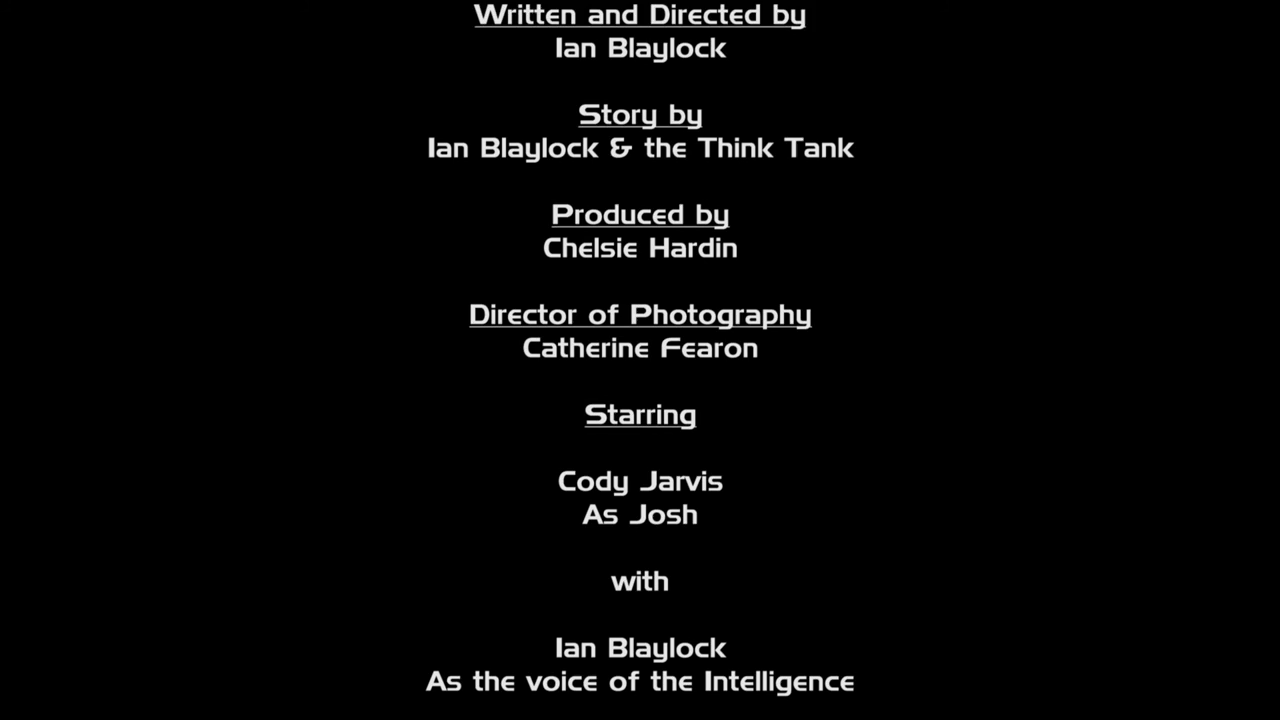 Written and Directed by
Ian Blaylock
Story by
Ian Blaylock & the Think Tank
Produced by
Chelsie Hardin
Director of Photography
Catherine Fearon
Starring
Cody Jarvis
As Josh
with
Ian Blaylock
As the voice of the Intelligence